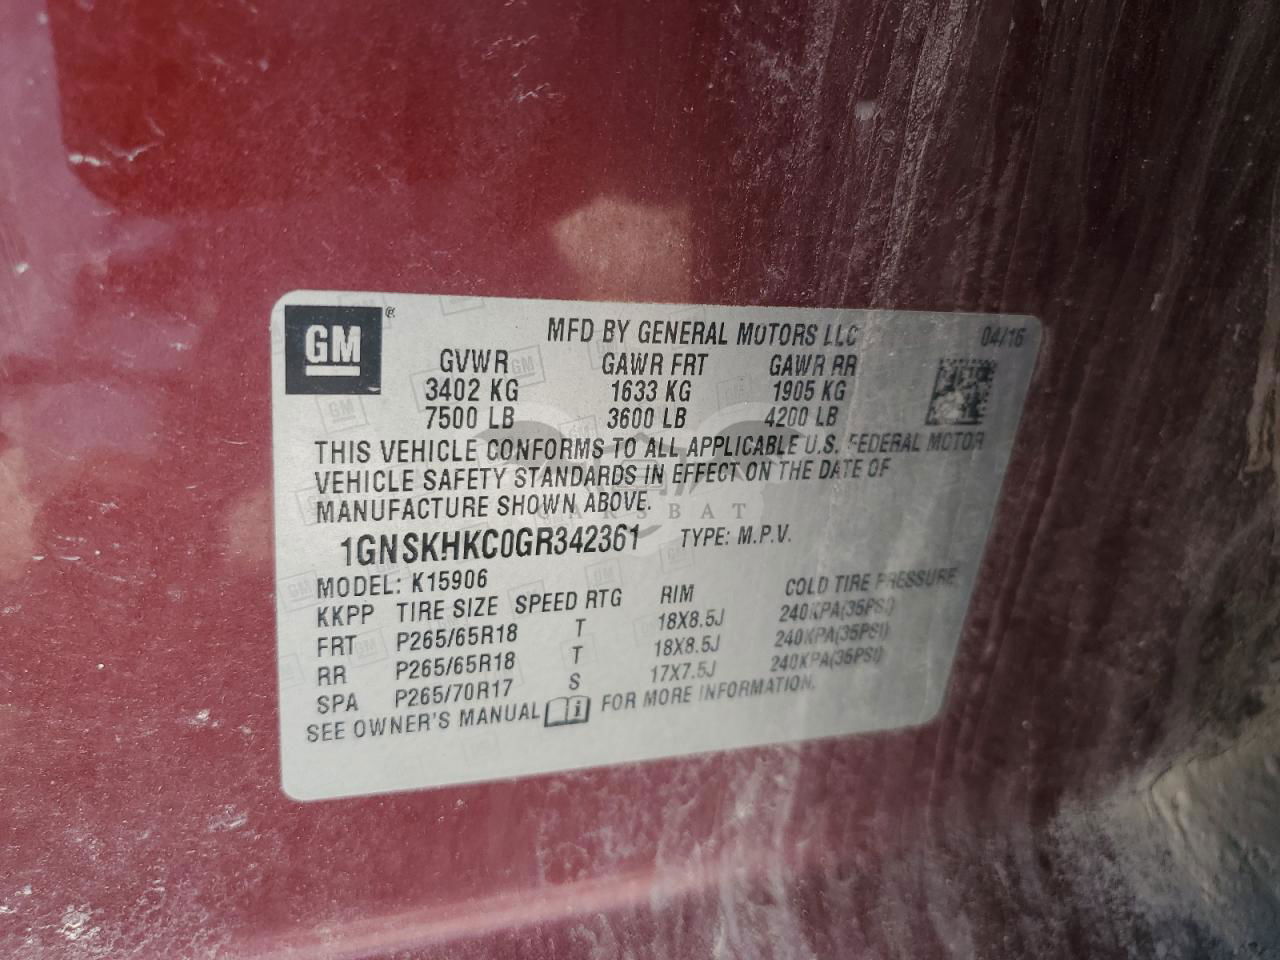 GM®
MFD BY GENERAL MOTORS LLC 04/16
GVWR GAWR FRT GAWR RR
3402 KG 1633 KG 1905 KG
7500 LB 3600 LB 4200 LB
THIS VEHICLE CONFORMS TO ALL APPLICABLE U.S. FEDERAL MOTOR
VEHICLE SAFETY STANDARDS IN EFFECT ON THE DATE OF
MANUFACTURE SHOWN ABOVE.
CARSBAT
1GNSKHKC0GR342361 TYPE: M.P.V.
MODEL: K15906
KKPP TIRE SIZE SPEED RTG RIM COLD TIRE PRESSURE
FRT P265/65R18 T 18X8.5J 240KPA(35PSI)
RR P265/65R18 T 18X8.5J 240KPA(35PSI)
SPA P265/70R17 S 17X7.5J 240KPA(35PSI)
SEE OWNER'S MANUAL FOR MORE INFORMATION.